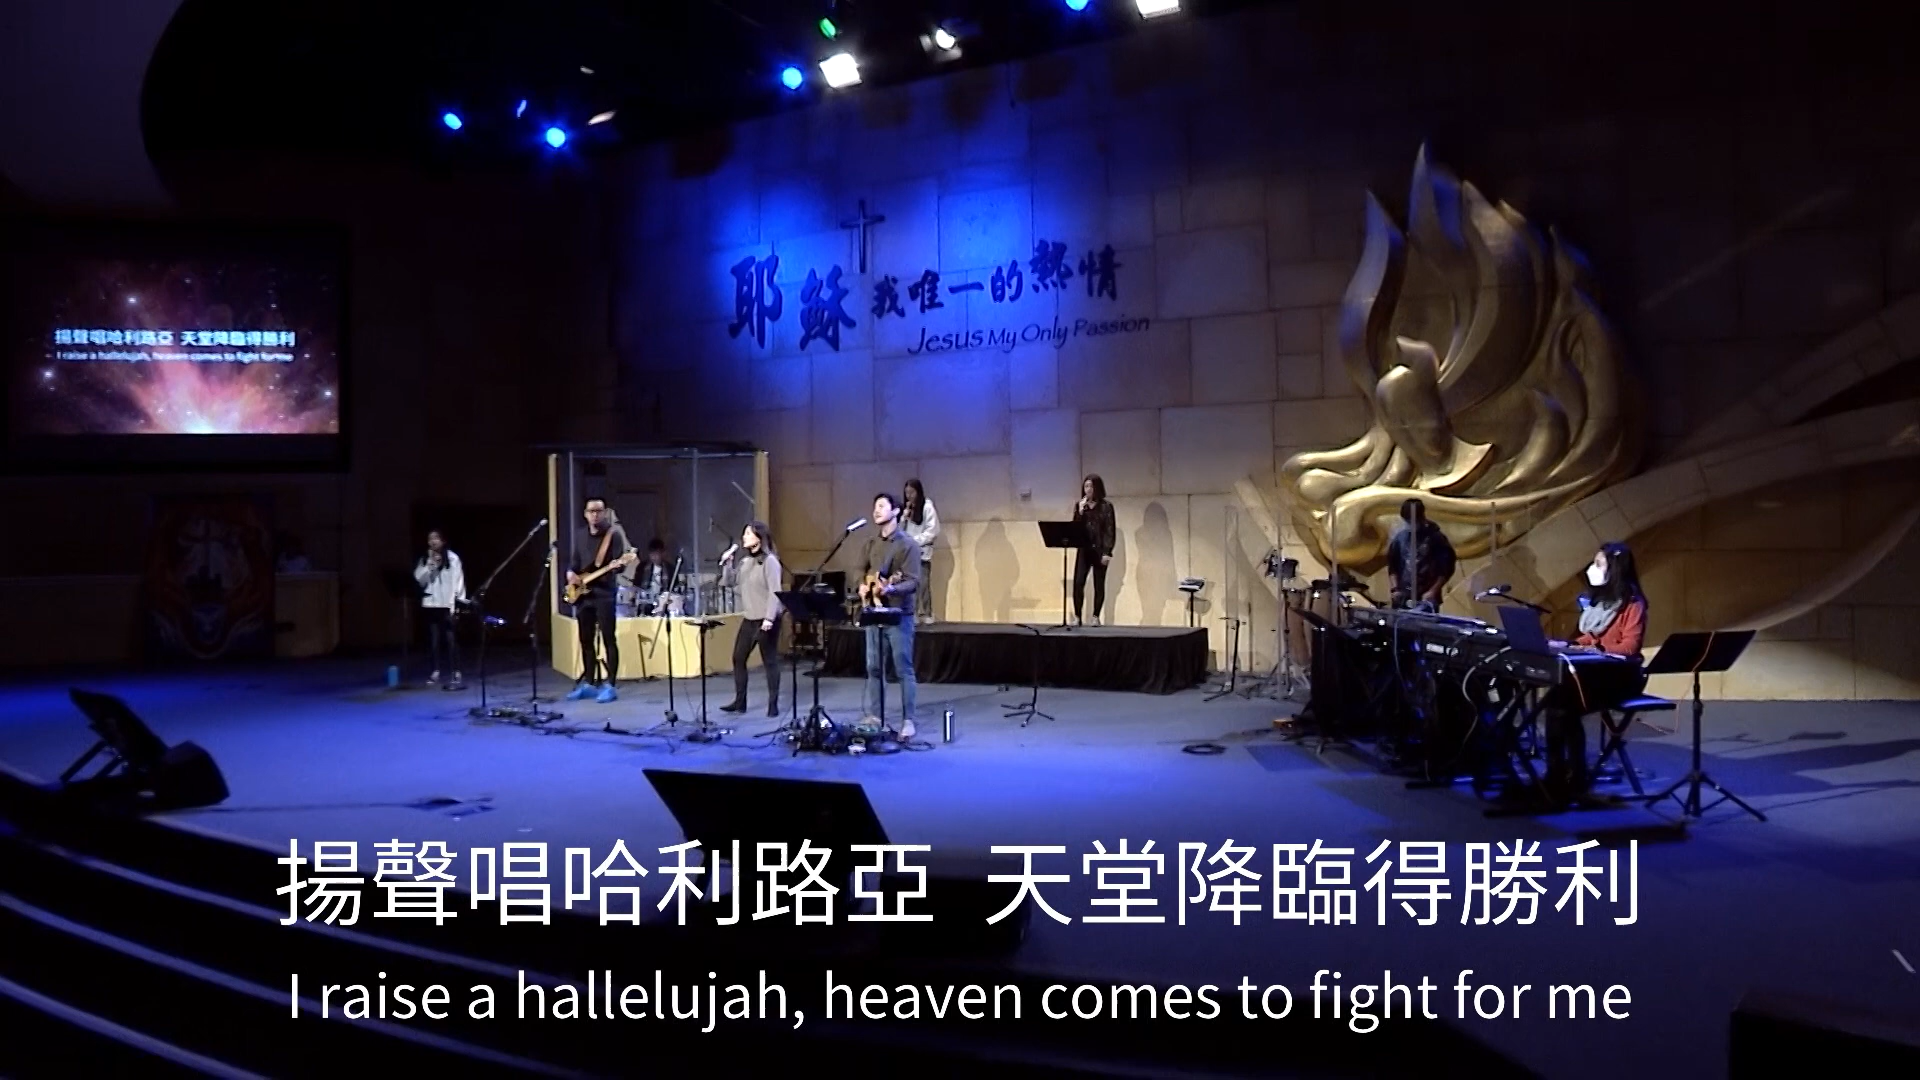 耶穌我唯一的熱情
Jesus My Only Passion
揚聲唱哈利路亞 天堂降臨得勝利
I raise a hallelujah, heaven comes to fight for me
揚聲唱哈利路亞 天堂降臨得勝利
I raise a hallelujah, heaven comes to fight for me